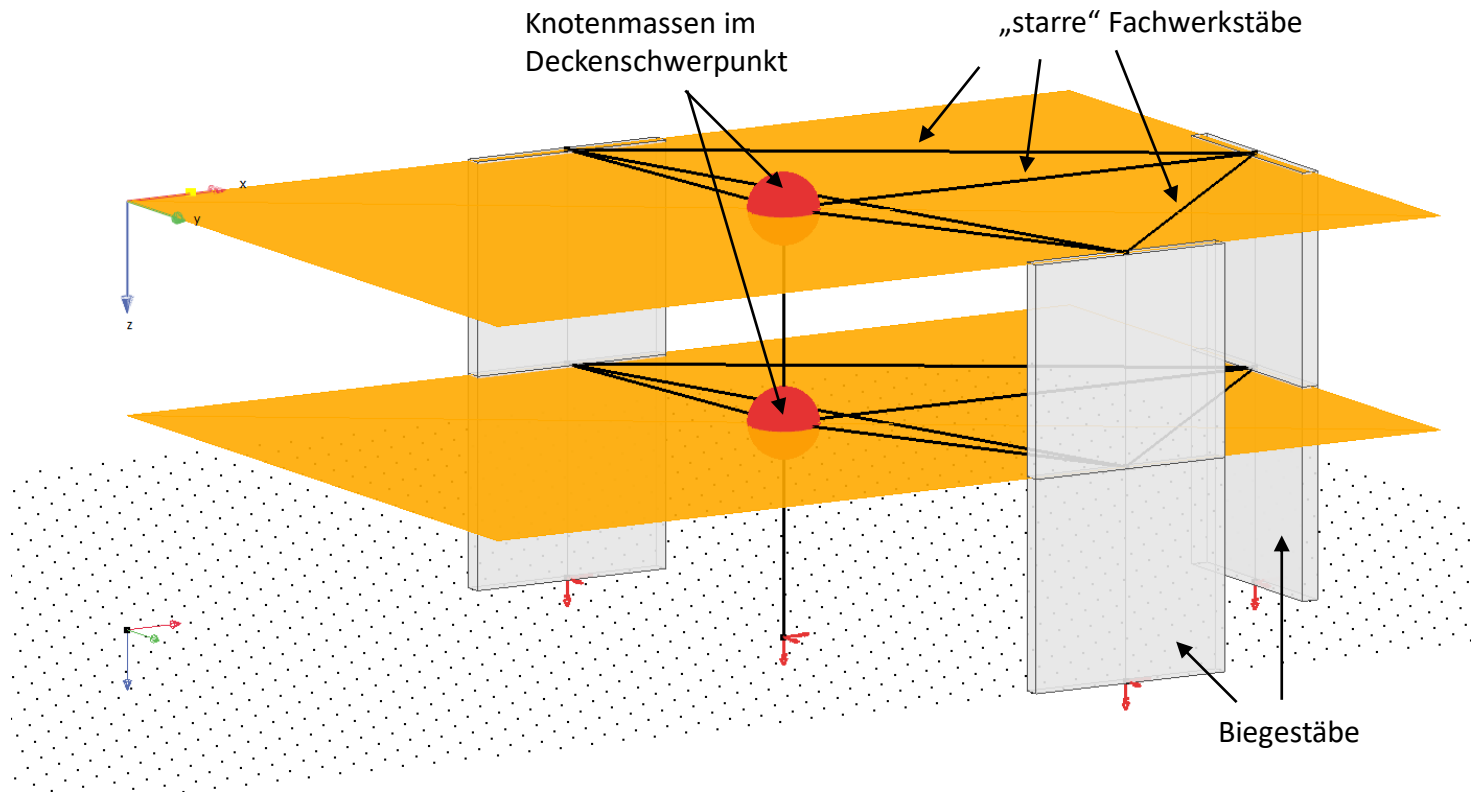 Knotenmassen im
Deckenschwerpunkt
„starre“ Fachwerkstäbe
x
y
z
Biegestäbe